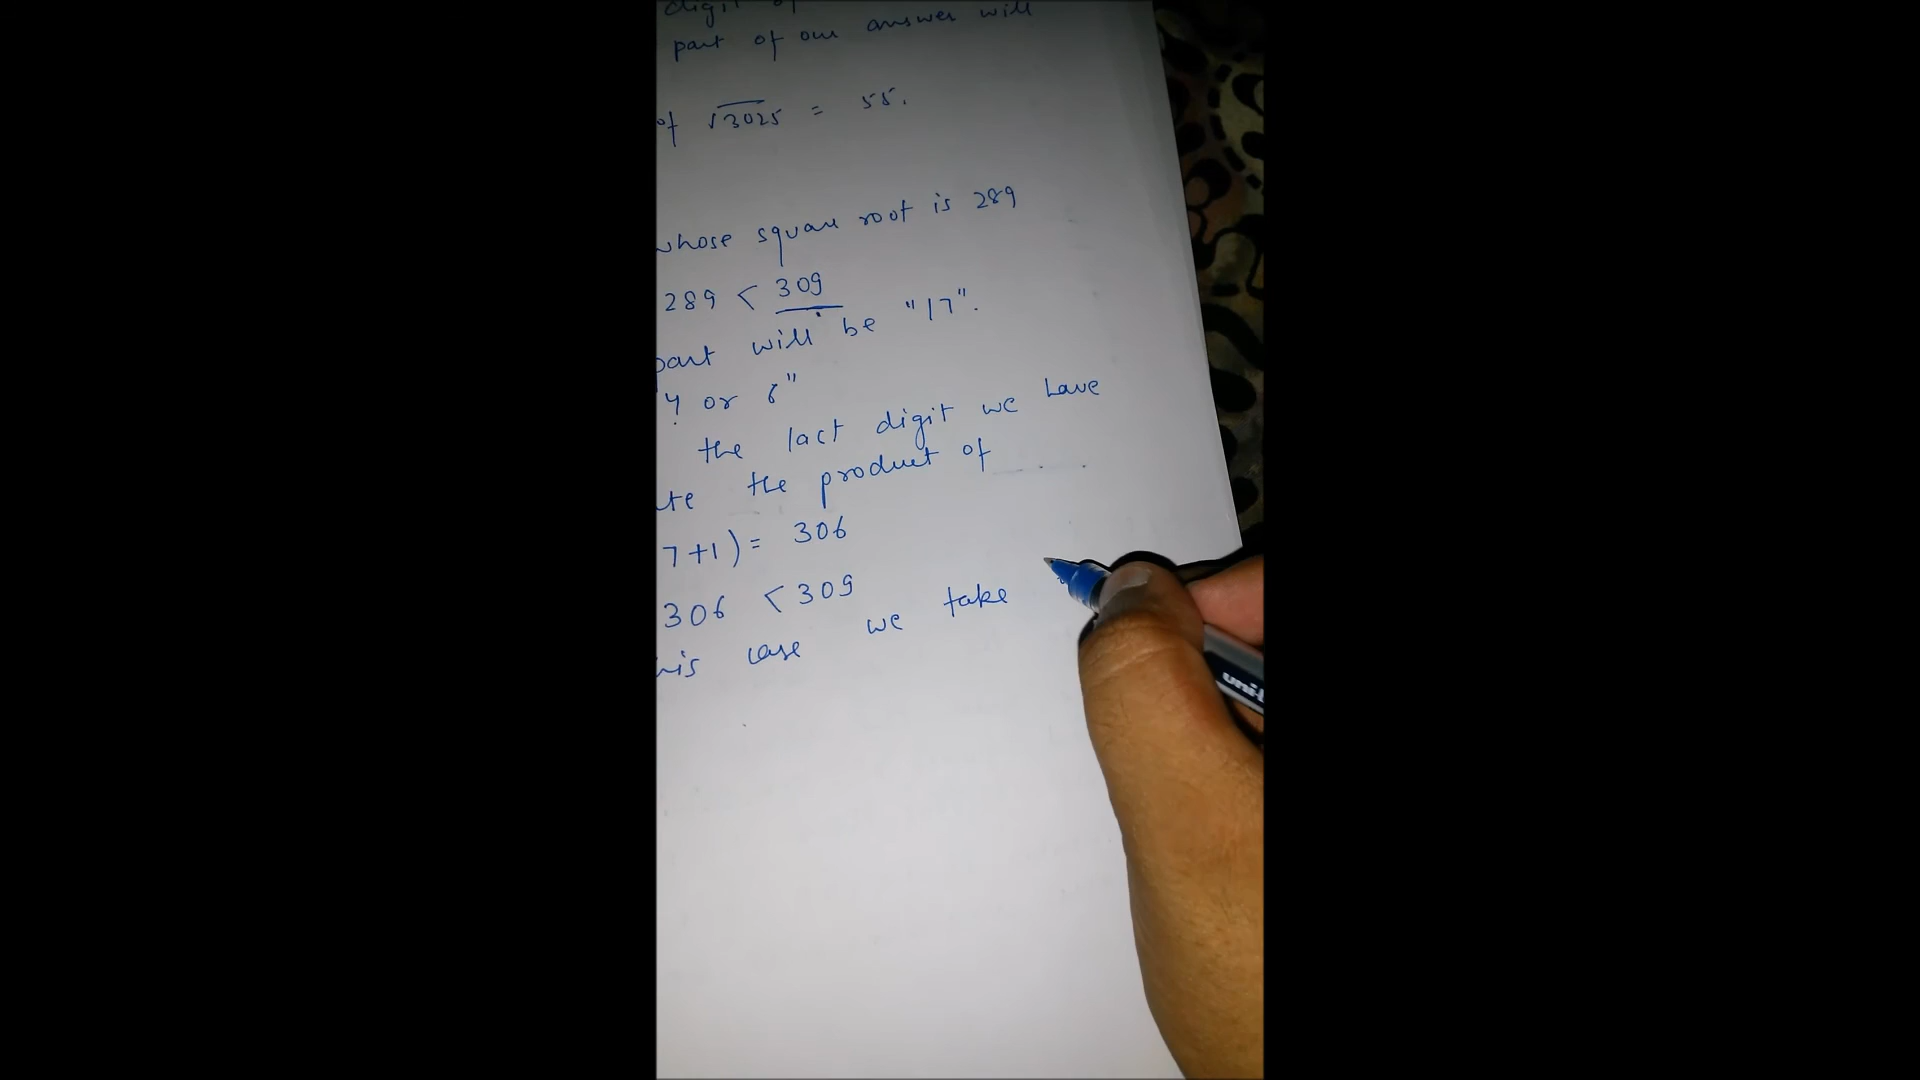 digit of
part of our answer will
of √3025 = 55.
whose square root is 289
289 < 309
part will be "17".
4 or 6"
the last digit we have
the product of
7+1) = 306
306 < 309
case we take
uni